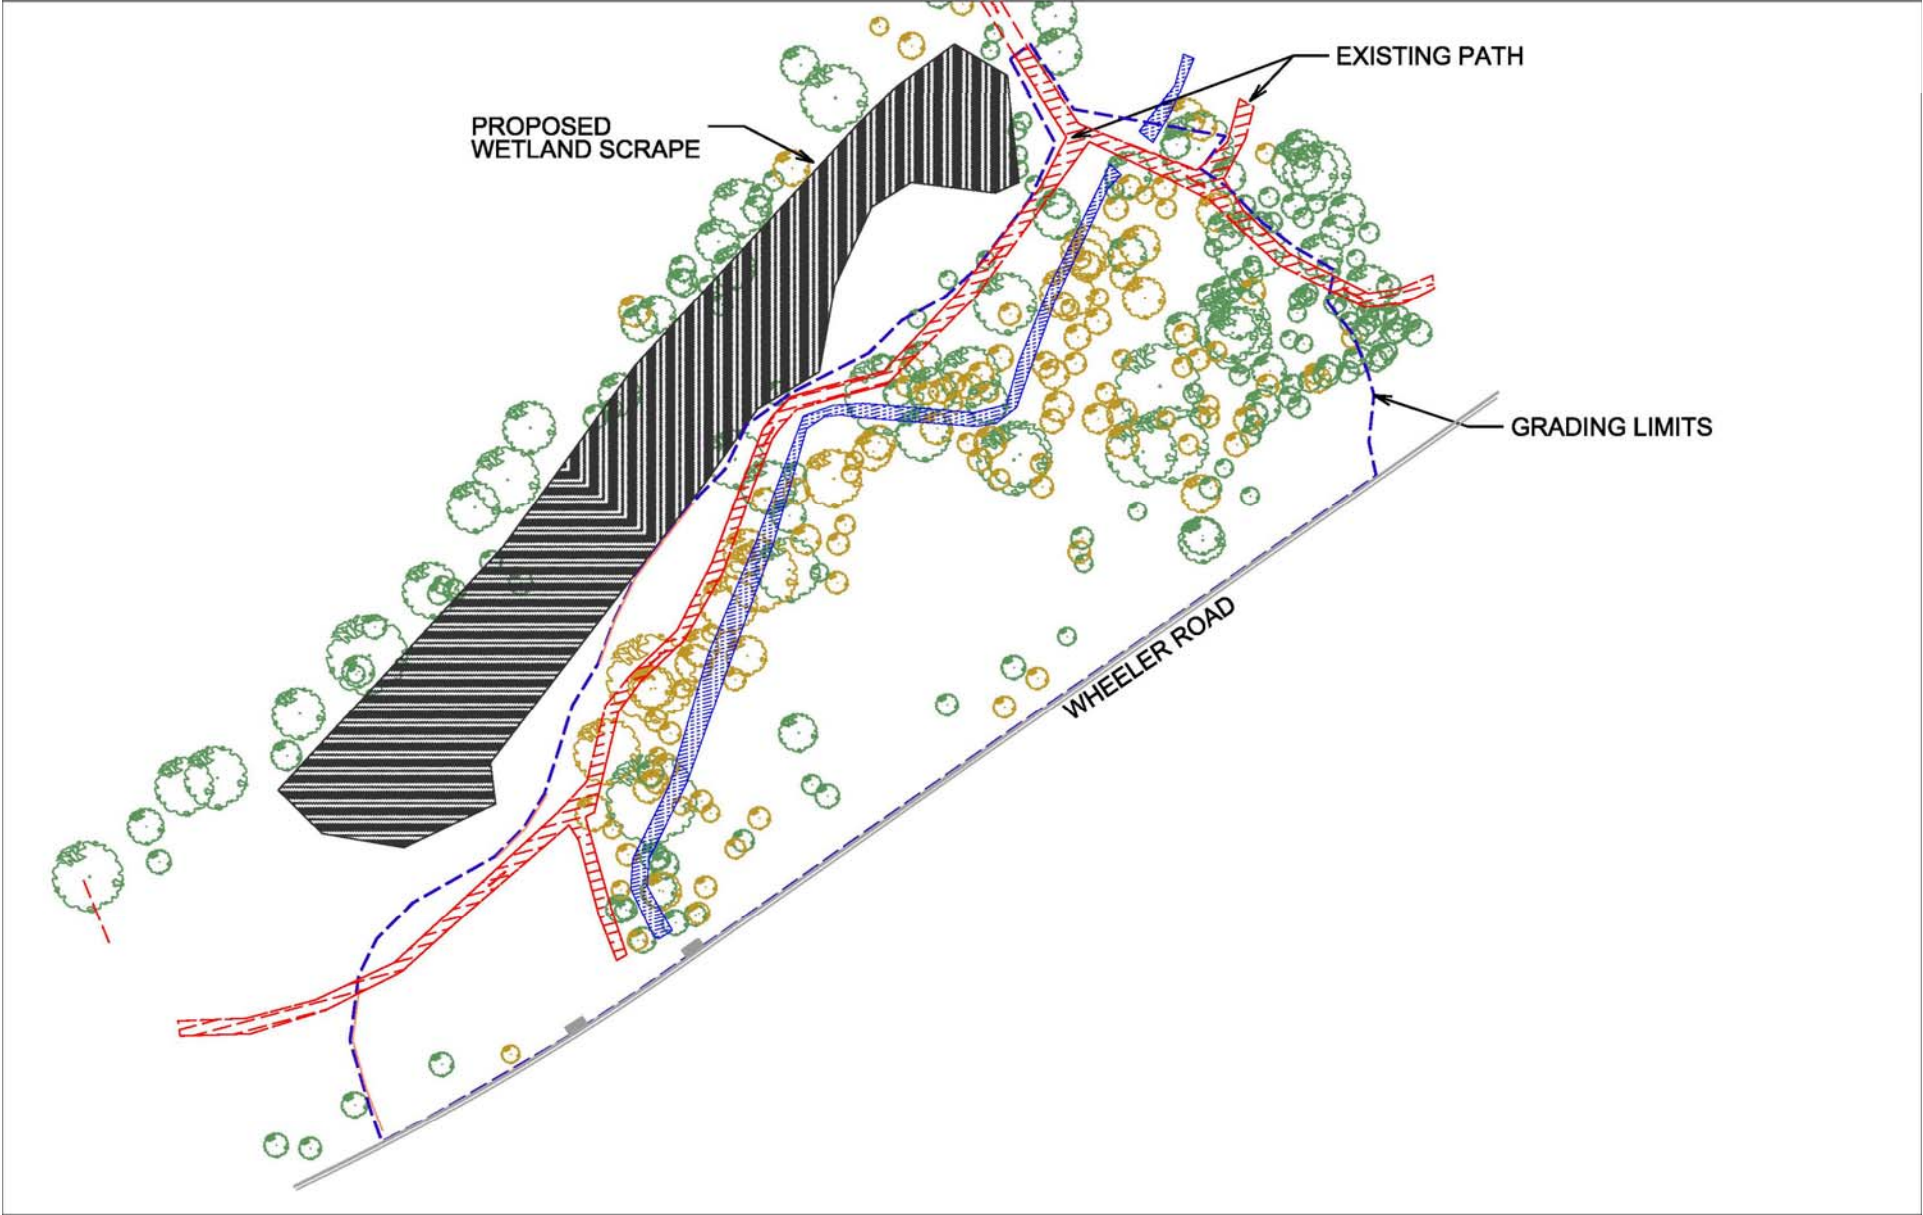 EXISTING PATH
PROPOSED
WETLAND SCRAPE
GRADING LIMITS
WHEELER ROAD